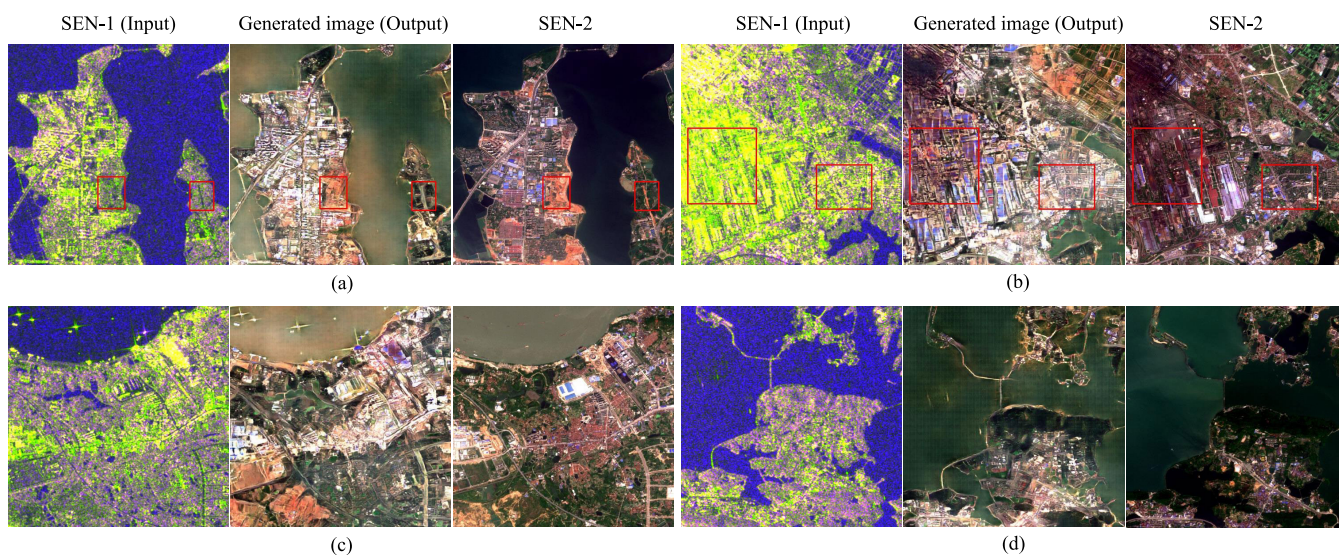 SEN-1 (Input) Generated image (Output) SEN-2 SEN-1 (Input) Generated image (Output) SEN-2
(a) (b)
(c) (d)